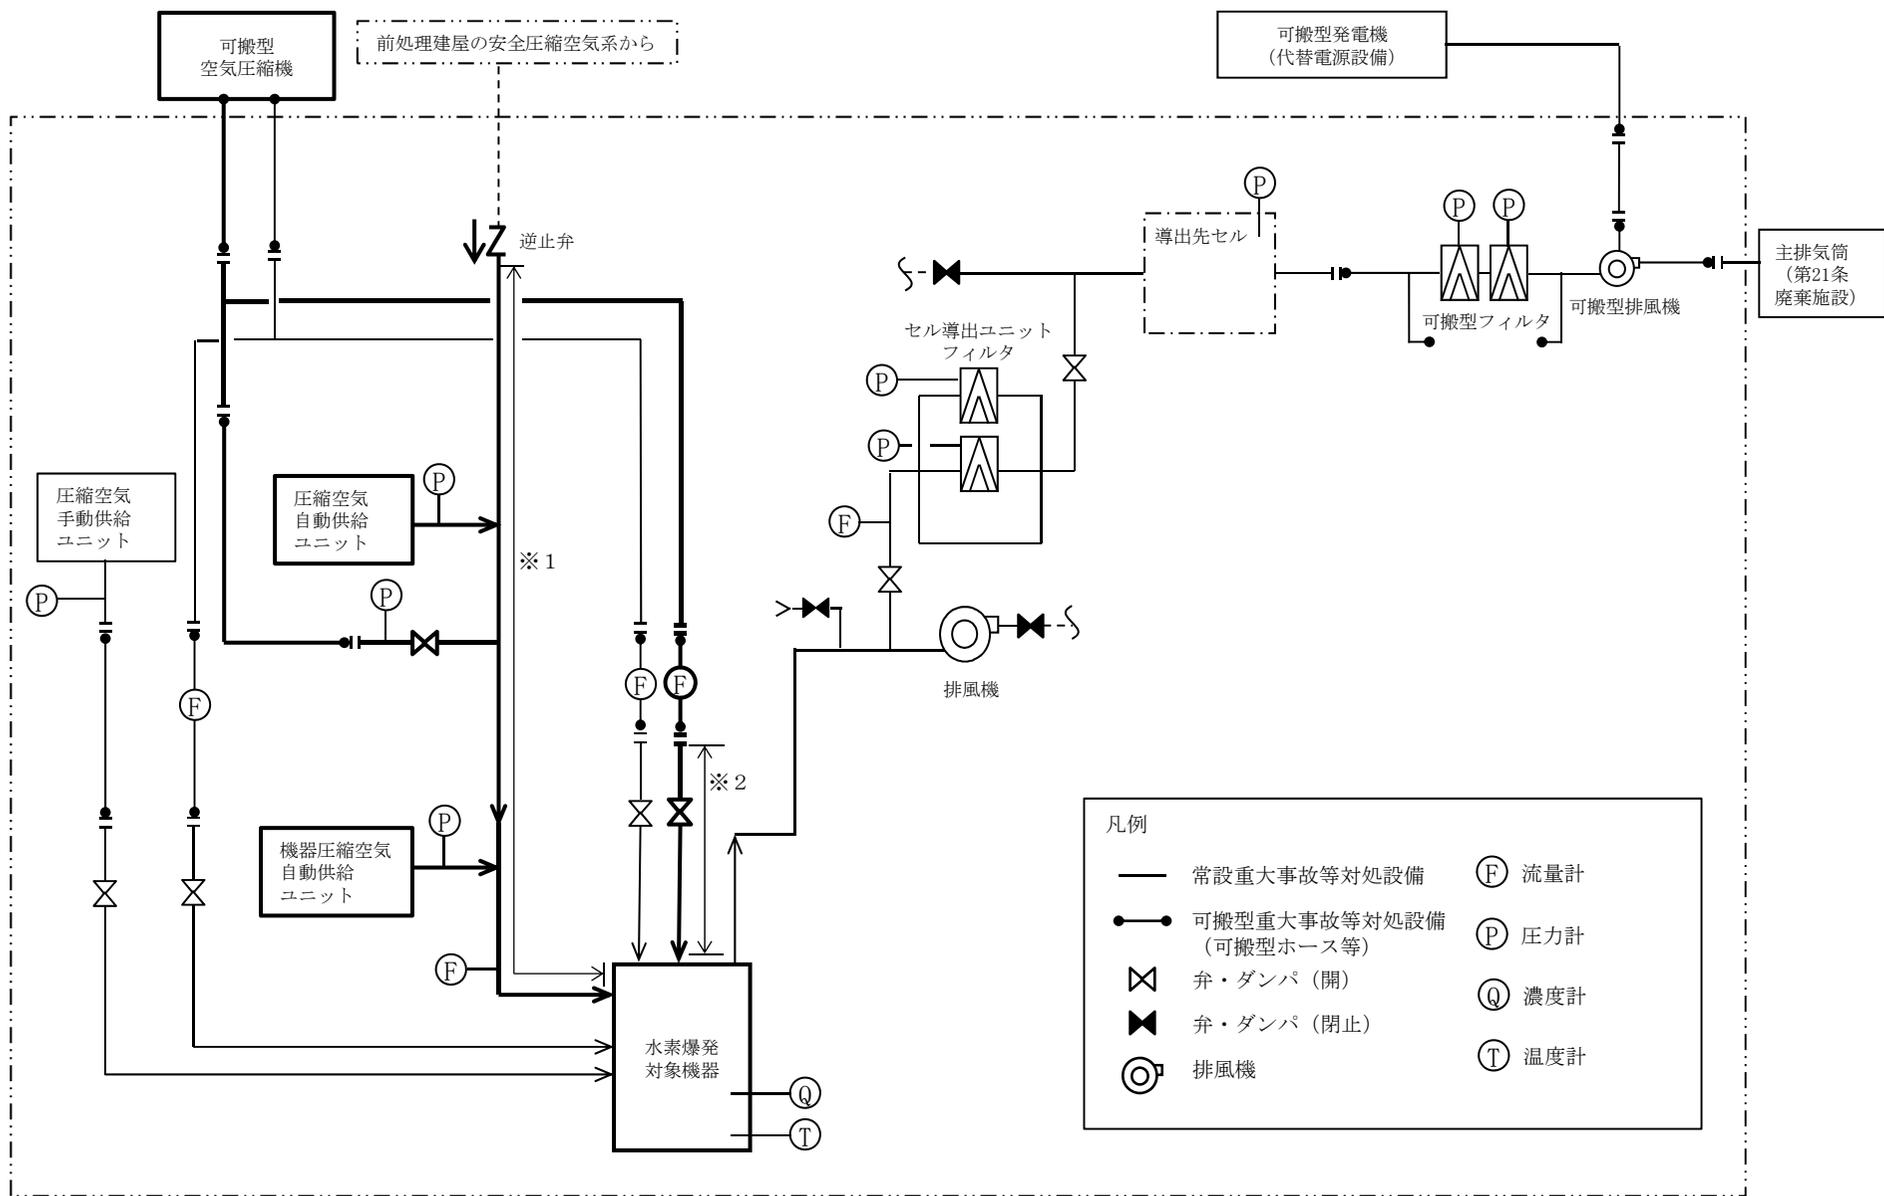 可搬型
空気圧縮機
前処理建屋の安全圧縮空気系から
可搬型発電機
（代替電源設備）
P
P
P
逆止弁
導出先セル
主排気筒
（第21条
廃棄施設）
可搬型排風機
可搬型フィルタ
セル導出ユニット
フィルタ
P
P
圧縮空気
手動供給
ユニット
圧縮空気
自動供給
ユニット
P
F
※1
P
P
F
F
F
排風機
※2
機器圧縮空気
自動供給
ユニット
P
F
水素爆発
対象機器
Q
T
凡例
常設重大事故等対処設備
可搬型重大事故等対処設備
（可搬型ホース等）
弁・ダンパ（開）
弁・ダンパ（閉止）
排風機
F 流量計
P 圧力計
Q 濃度計
T 温度計